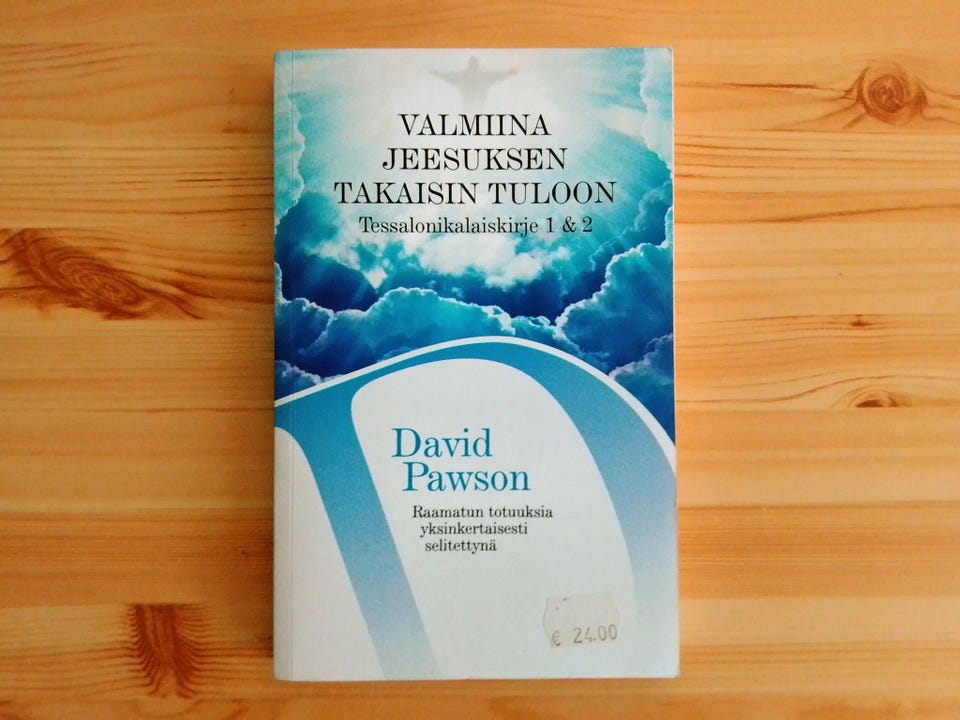 VALMIINA
JEESUKSEN
TAKAISIN TULOON
Tessalonikalaiskirje 1 & 2
David
Pawson
Raamatun totuuksia
yksinkertaisesti
selitettynä
€ 24.00